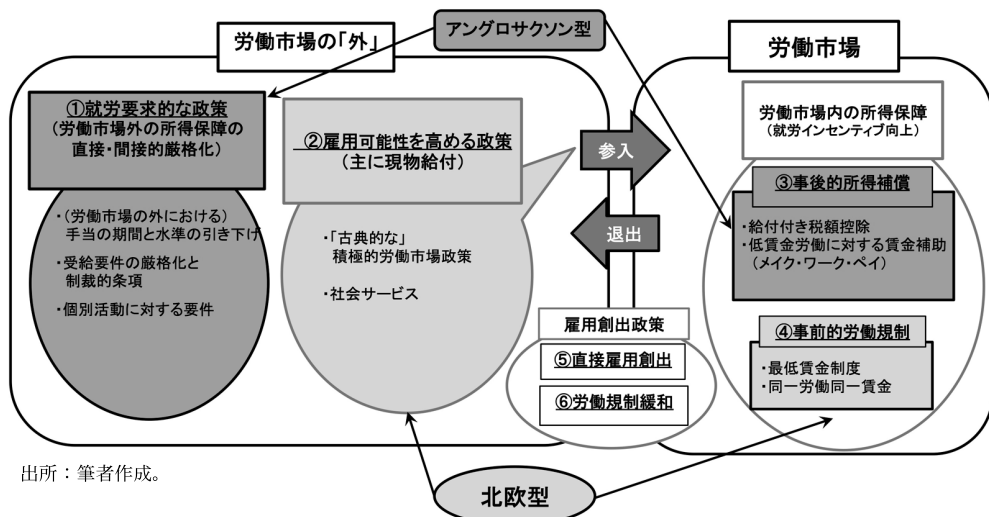 アングロサクソン型
労働市場の「外」
労働市場
①就労要求的な政策
(労働市場外の所得保障の
直接・間接的厳格化)
・(労働市場の外における)
手当の期間と水準の引き下げ
・受給要件の厳格化と
制裁的条項
・個別活動に対する要件
②雇用可能性を高める政策
(主に現物給付)
・「古典的な」
積極的労働市場政策
・社会サービス
参入
退出
雇用創出政策
⑤直接雇用創出
⑥労働規制緩和
労働市場内の所得保障
(就労インセンティブ向上)
③事後的所得補償
・給付付き税額控除
・低賃金労働に対する賃金補助
(メイク・ワーク・ペイ)
④事前的労働規制
・最低賃金制度
・同一労働同一賃金
北欧型
出所：筆者作成。